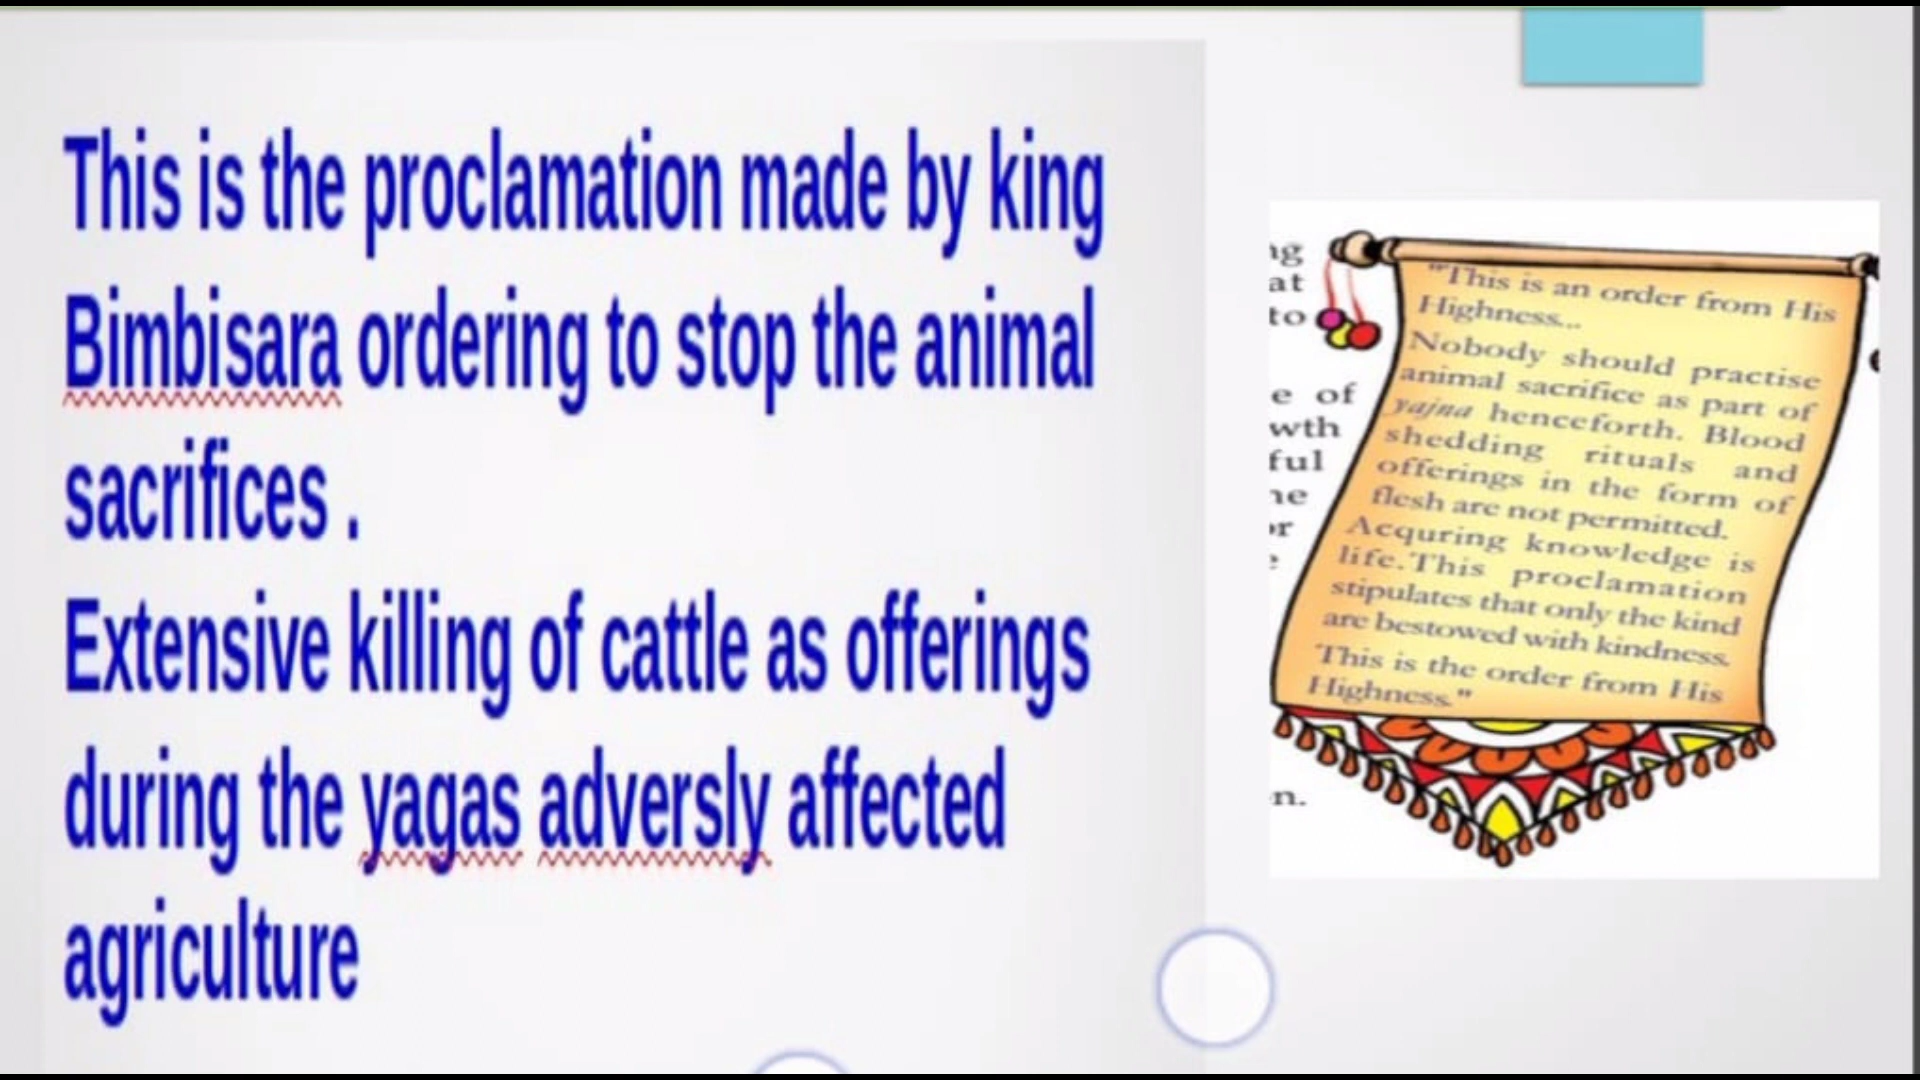 This is the proclamation made by king
Bimbisara ordering to stop the animal
sacrifices .
Extensive killing of cattle as offerings
during the yagas adversly affected
agriculture
ng
at
to
e of
wth
ful
ne
or
e
n.
"This is an order from His
Highness...
Nobody should practise
animal sacrifice as part of
yajna henceforth. Blood
shedding rituals and
offerings in the form of
flesh are not permitted.
Acquring knowledge is
life.This proclamation
stipulates that only the kind
are bestowed with kindness.
This is the order from His
Highness."